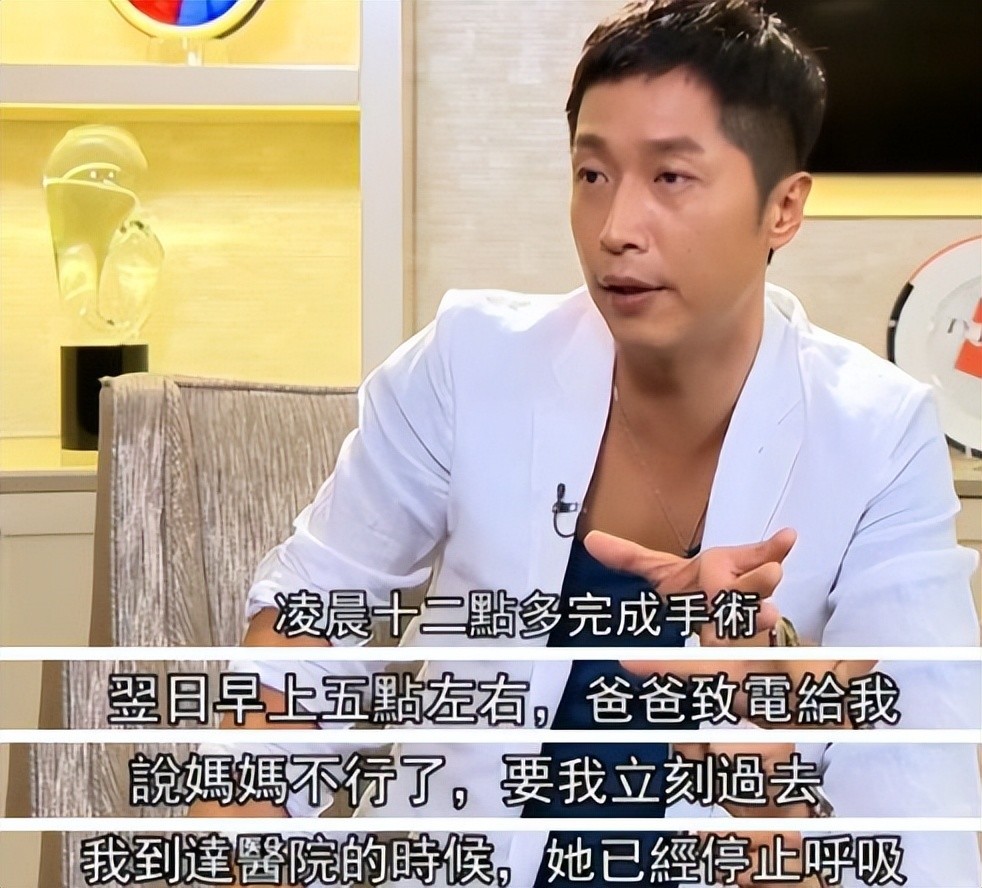 凌晨十二點多完成手術
翌日早上五點左右，爸爸致電給我
說媽媽不行了，要我立刻過去
我到達醫院的時候，她已經停止呼吸